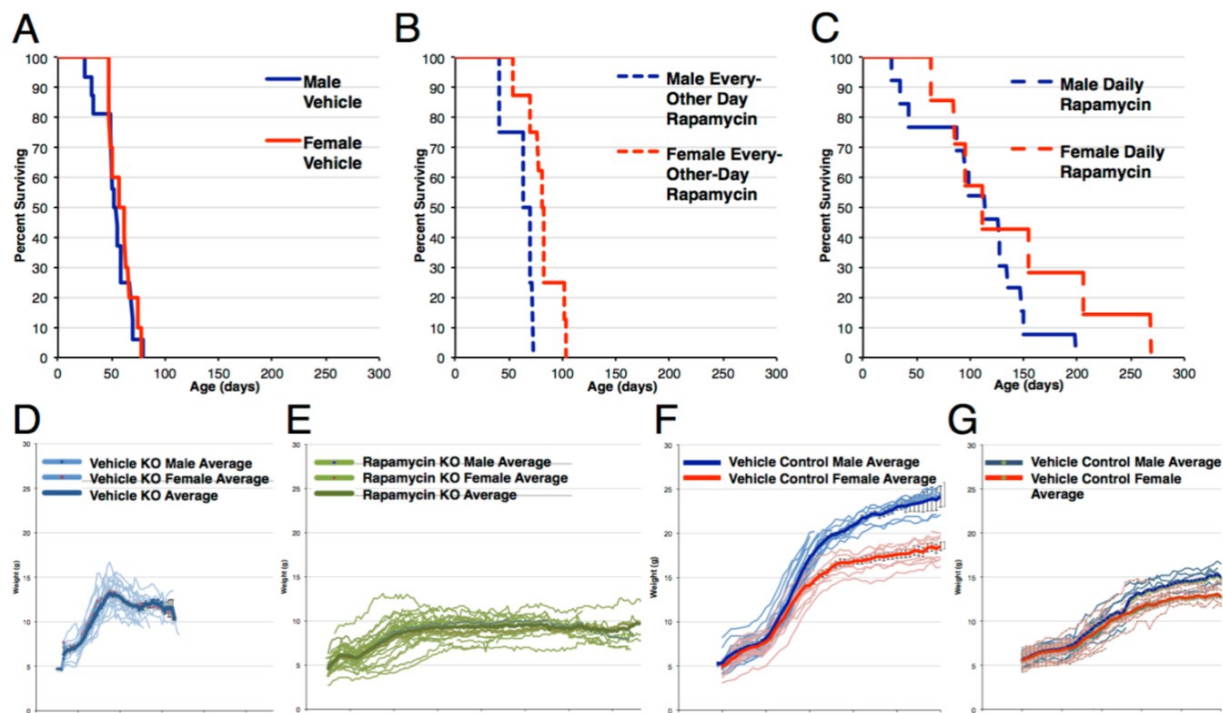 A
B
C
100
90
80
70
60
50
40
30
20
10
0
Percent Surviving
0 50 100 150 200 250 300
Age (days)
Male
Vehicle
Female
Vehicle
100
90
80
70
60
50
40
30
20
10
0
Percent Surviving
0 50 100 150 200 250 300
Age (days)
Male Every-
Other Day
Rapamycin
Female Every-
Other-Day
Rapamycin
100
90
80
70
60
50
40
30
20
10
0
Percent Surviving
0 50 100 150 200 250 300
Age (days)
Male Daily
Rapamycin
Female Daily
Rapamycin
D
E
F
G
30
25
20
15
10
5
0
Weight (g)
Vehicle KO Male Average
Vehicle KO Female Average
Vehicle KO Average
30
25
20
15
10
5
0
Weight (g)
Rapamycin KO Male Average
Rapamycin KO Female Average
Rapamycin KO Average
30
25
20
15
10
5
0
Weight (g)
Vehicle Control Male Average
Vehicle Control Female Average
30
25
20
15
10
5
0
Weight (g)
Vehicle Control Male Average
Vehicle Control Female
Average